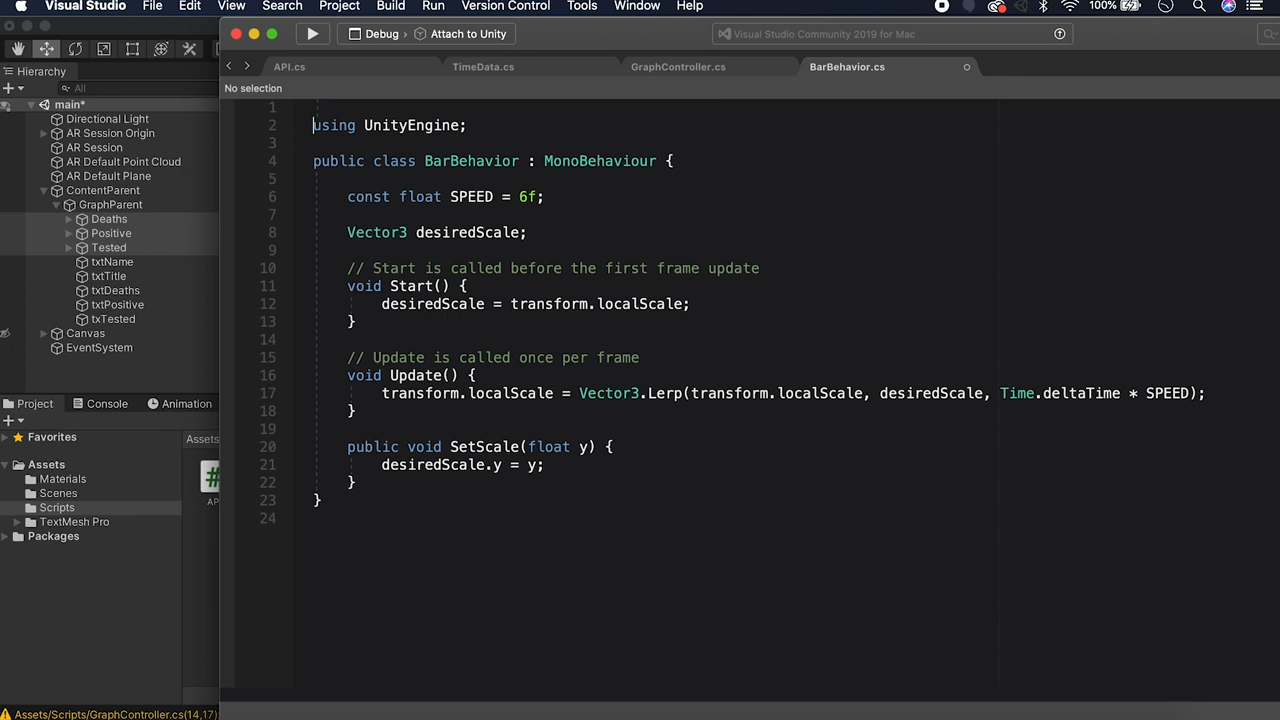 Visual Studio File Edit View Search Project Build Run Version Control Tools Window Help 100%
Debug › Attach to Unity
Visual Studio Community 2019 for Mac
Hierarchy
API.cs TimeData.cs GraphController.cs BarBehavior.cs
All
No selection
main*
Directional Light
AR Session Origin
AR Session
AR Default Point Cloud
AR Default Plane
ContentParent
GraphParent
Deaths
Positive
Tested
txtName
txtTitle
txtDeaths
txtPositive
txTested
Canvas
EventSystem
Project Console Animation
Favorites
Assets
Assets
Materials
Scenes
Scripts
TextMesh Pro
Packages
#
AP
Assets/Scripts/GraphController.cs(14,17):
1
2 using UnityEngine;
3
4 public class BarBehavior : MonoBehaviour {
5
6 const float SPEED = 6f;
7
8 Vector3 desiredScale;
9
10 // Start is called before the first frame update
11 void Start() {
12 desiredScale = transform.localScale;
13 }
14
15 // Update is called once per frame
16 void Update() {
17 transform.localScale = Vector3.Lerp(transform.localScale, desiredScale, Time.deltaTime * SPEED);
18 }
19
20 public void SetScale(float y) {
21 desiredScale.y = y;
22 }
23 }
24